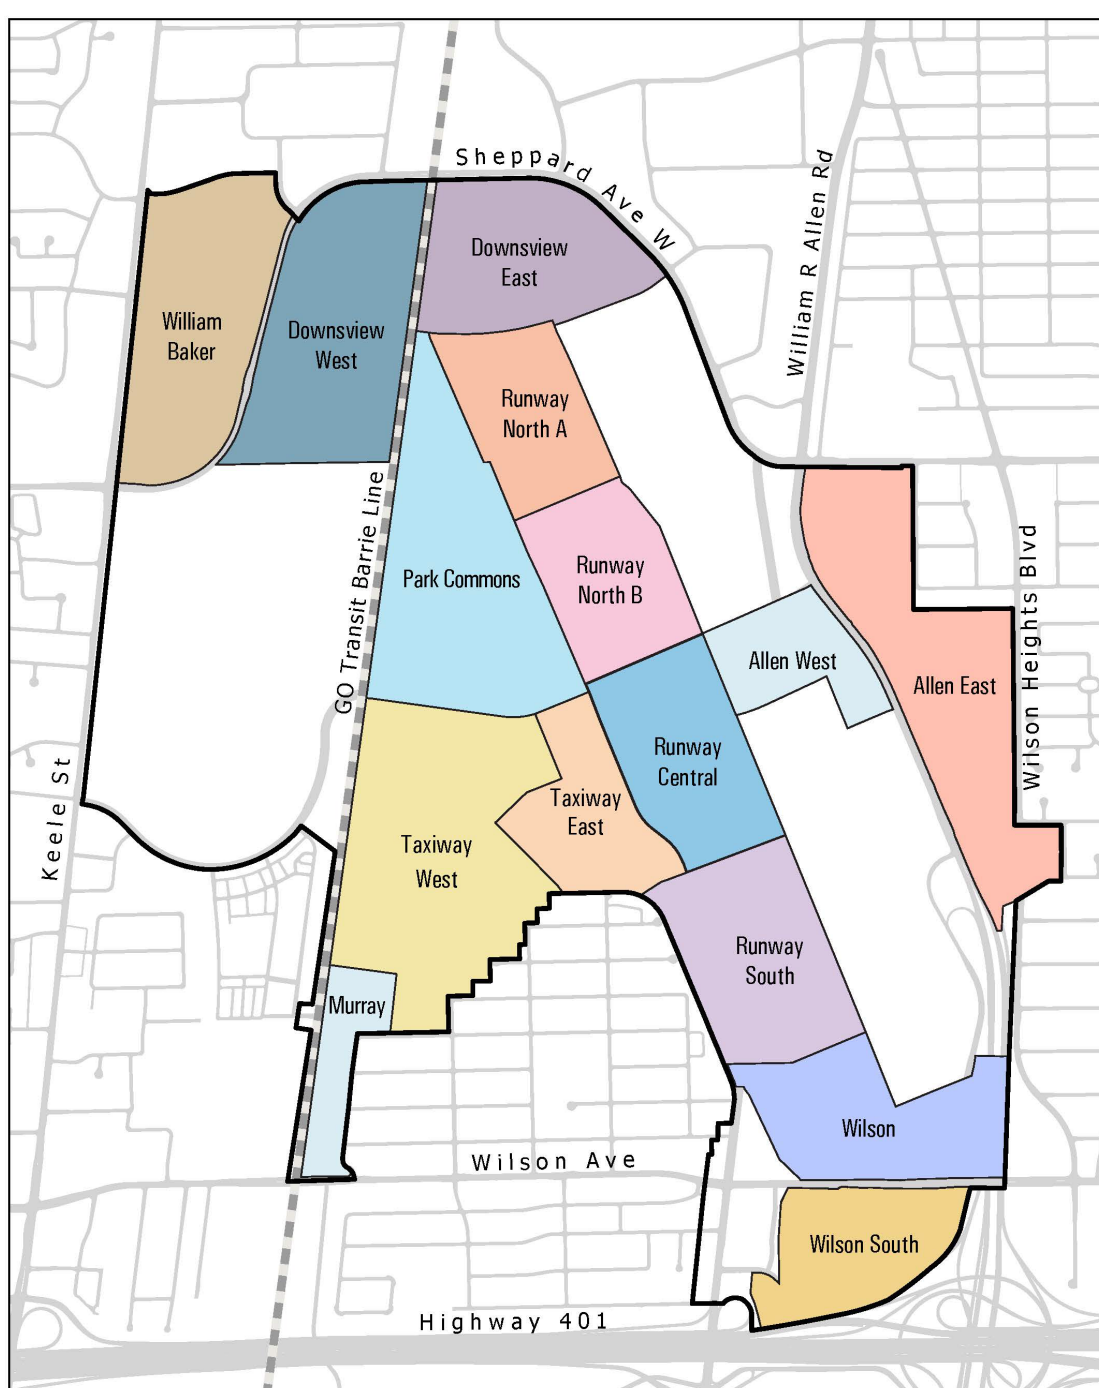 Sheppard Ave W
William R Allen Rd
Downsview
East
William
Baker
Downsview
West
Runway
North A
GO Transit Barrie Line
Park Commons
Runway
North B
Wilson Heights Blvd
Allen West
Allen East
Keele St
Runway
Central
Taxiway
East
Taxiway
West
Runway
South
Murray
Wilson
Wilson Ave
Wilson South
Highway 401